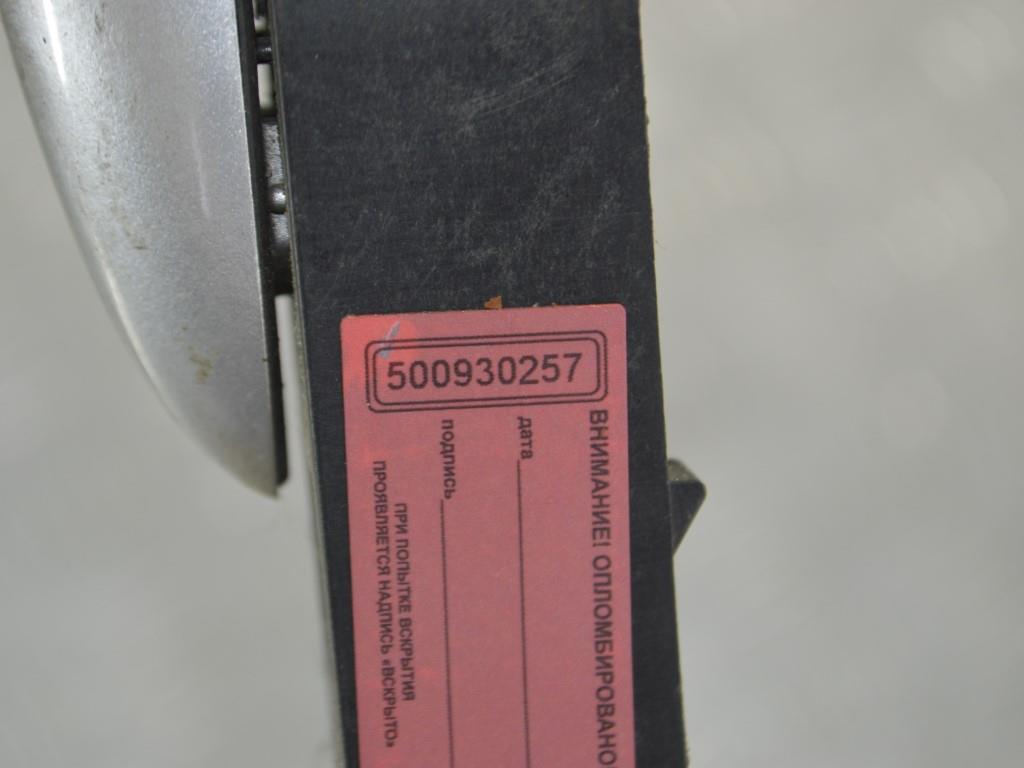 500930257
ВНИМАНИЕ! ОПЛОМБИРОВАНО
дата
подпись
ПРИ ПОПЫТКЕ ВСКРЫТИЯ
ПРОЯВЛЯЕТСЯ НАДПИСЬ «ВСКРЫТО»